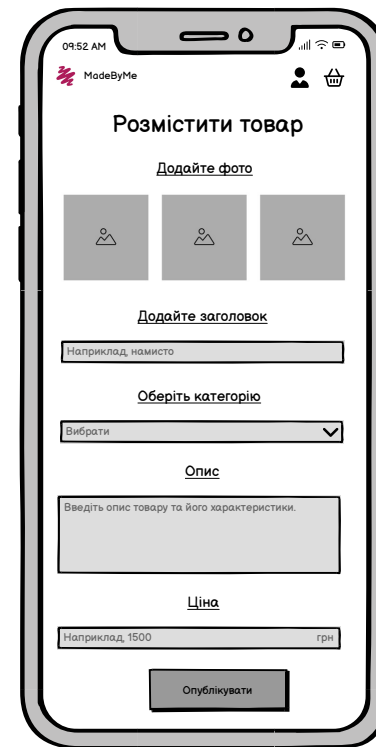 09:52 AM
MadeByMe
Розмістити товар
Додайте фото
Додайте заголовок
Наприклад, намисто
Оберіть категорію
Вибрати
Опис
Введіть опис товару та його характеристики.
Ціна
Наприклад, 1500 грн
Опублікувати